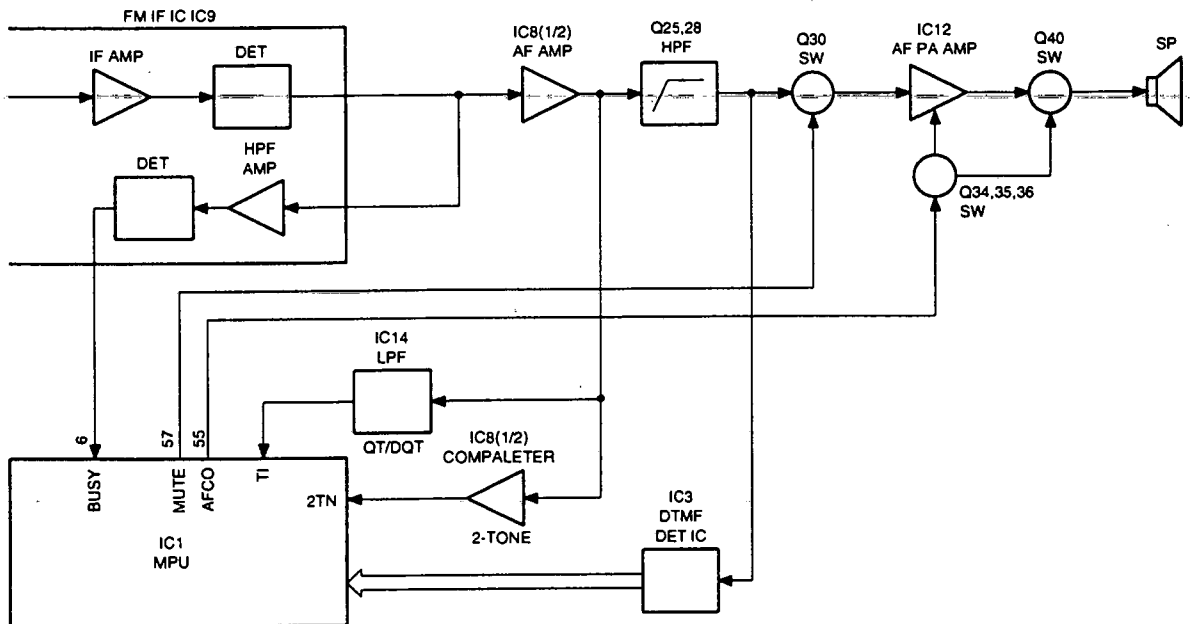 FM IF IC IC9
IF AMP
DET
HPF
AMP
DET
IC8(1/2)
AF AMP
Q25,28
HPF
Q30
SW
IC12
AF PA AMP
Q40
SW
SP
Q34,35,36
SW
IC14
LPF
QT/DQT
IC8(1/2)
COMPALETER
2-TONE
IC3
DTMF
DET IC
6
57
55
BUSY
MUTE
AFCO
TI
2TN
IC1
MPU